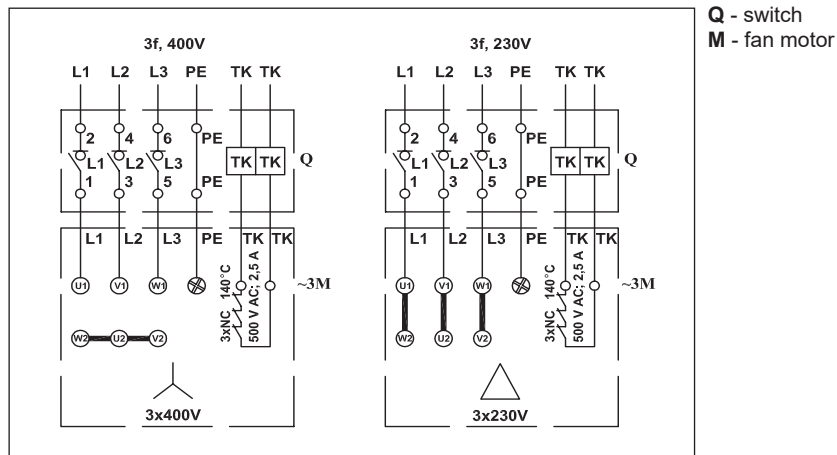 Q - switch
M - fan motor
3f, 400V
L1 L2 L3 PE TK TK
2 4 6 PE
L1 L2 L3 TK TK Q
1 3 5 PE
L1 L2 L3 PE TK TK
U1 V1 W1 ~3M
3xNC 140°C
500 V AC; 2,5 A
W2 U2 V2
3x400V
3f, 230V
L1 L2 L3 PE TK TK
2 4 6 PE
L1 L2 L3 TK TK Q
1 3 5 PE
L1 L2 L3 PE TK TK
U1 V1 W1 ~3M
3xNC 140°C
500 V AC; 2,5 A
W2 U2 V2
3x230V